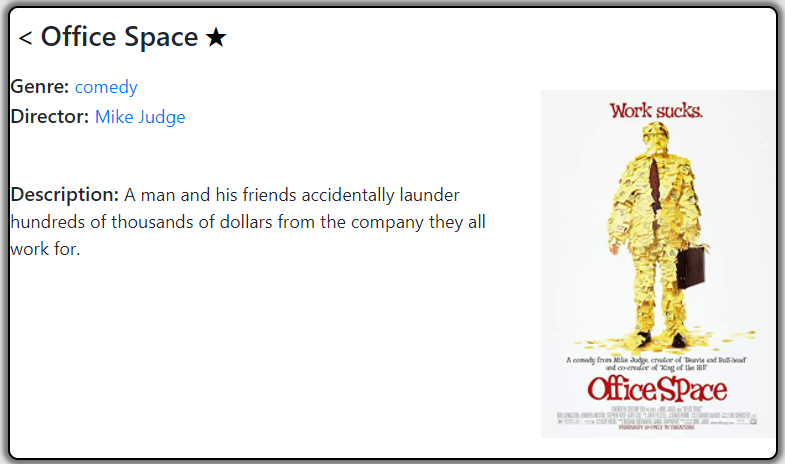 < Office Space ★
Genre: comedy
Director: Mike Judge
Description: A man and his friends accidentally launder
hundreds of thousands of dollars from the company they all
work for.
Work sucks.
A comedy from Mike Judge, creator of 'Beavis and Butt-head'
and co-creator of 'King of the Hill'
Office Space
FEBRUARY 19 ONLY IN THEATERS